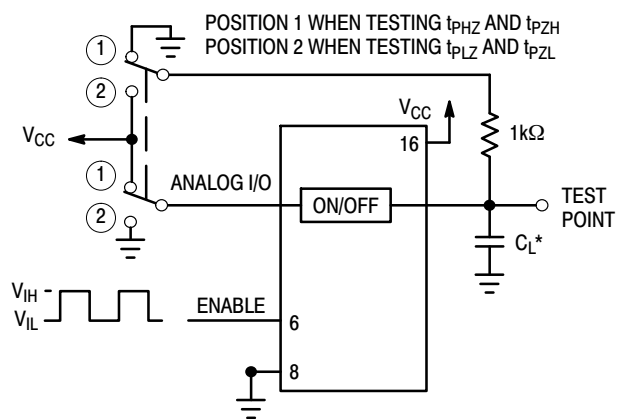 POSITION 1 WHEN TESTING tPHZ AND tPZH
POSITION 2 WHEN TESTING tPLZ AND tPZL
1
2
VCC
VCC
16
1kΩ
1
ANALOG I/O
ON/OFF
TEST
POINT
2
CL*
VIH
VIL
ENABLE
6
8